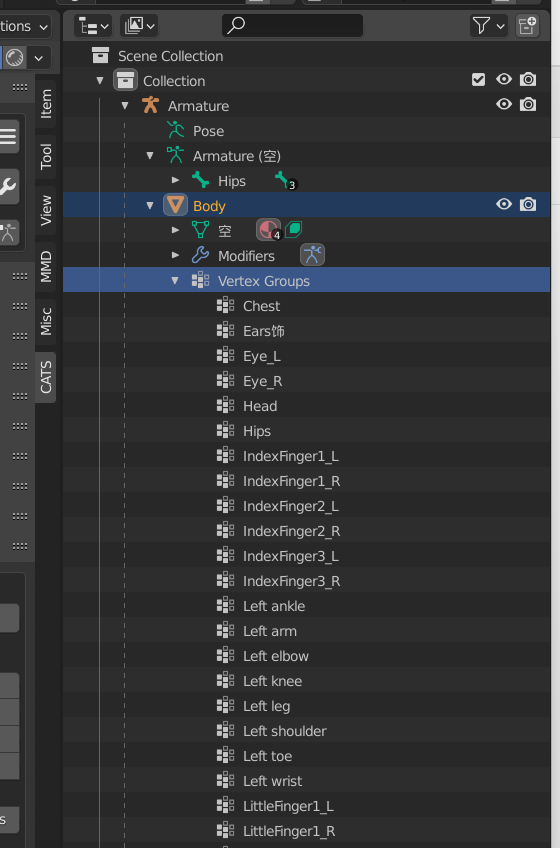 tions
Scene Collection
Collection
Armature
Pose
Armature (空)
Hips 3
Body
空 4
Modifiers
Vertex Groups
Chest
Ears饰
Eye_L
Eye_R
Head
Hips
IndexFinger1_L
IndexFinger1_R
IndexFinger2_L
IndexFinger2_R
IndexFinger3_L
IndexFinger3_R
Left ankle
Left arm
Left elbow
Left knee
Left leg
Left shoulder
Left toe
Left wrist
LittleFinger1_L
LittleFinger1_R
Item
Tool
View
MMD
Misc
CATS
s